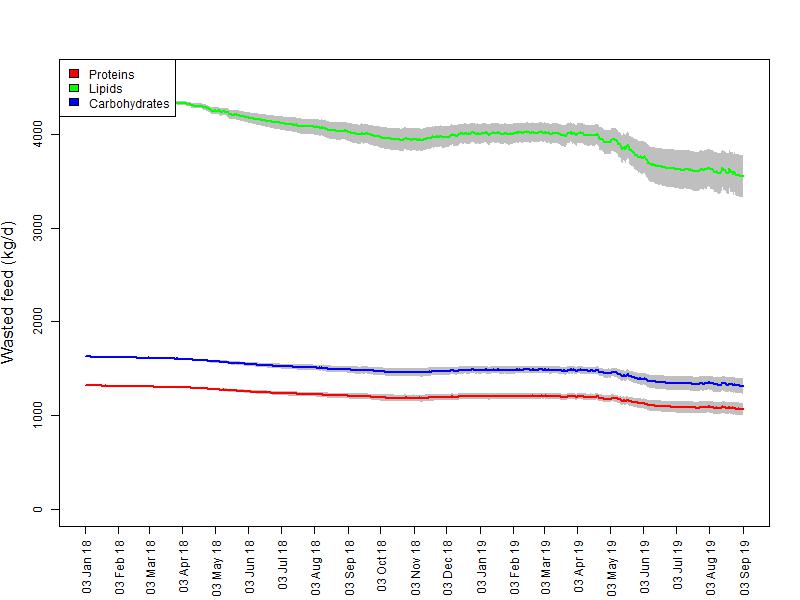 Proteins
Lipids
Carbohydrates
Wasted feed (kg/d)
4000
3000
2000
1000
0
03 Jan 18
03 Feb 18
03 Mar 18
03 Apr 18
03 May 18
03 Jun 18
03 Jul 18
03 Aug 18
03 Sep 18
03 Oct 18
03 Nov 18
03 Dec 18
03 Jan 19
03 Feb 19
03 Mar 19
03 Apr 19
03 May 19
03 Jun 19
03 Jul 19
03 Aug 19
03 Sep 19